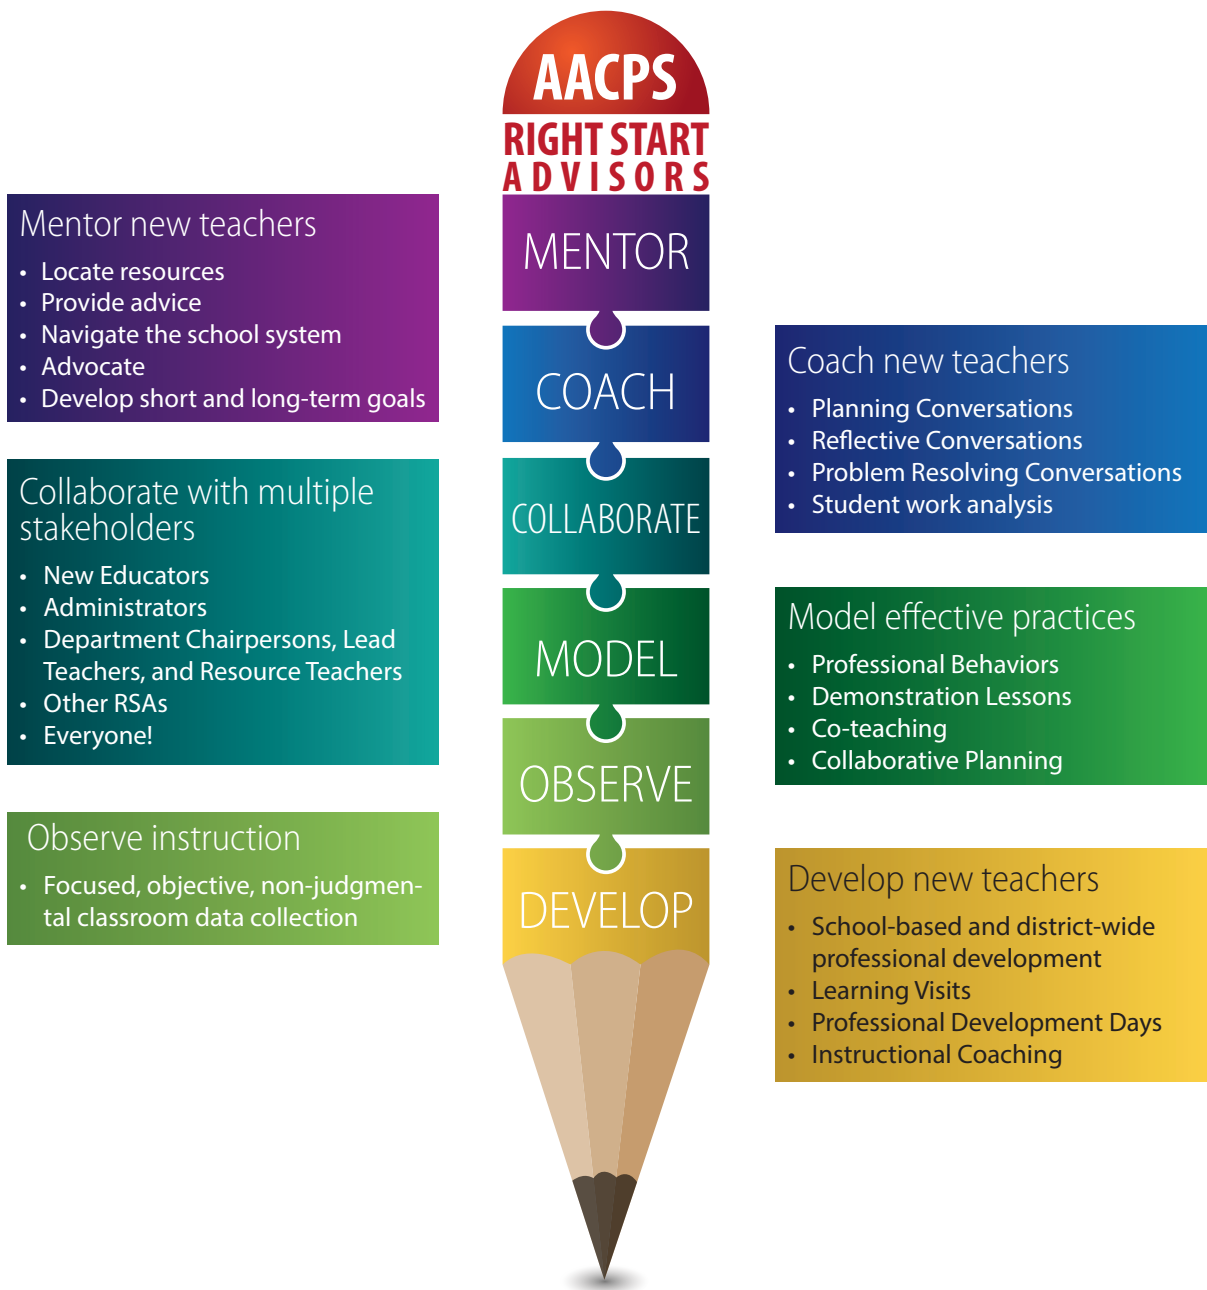 AACPS
RIGHT START
ADVISORS
MENTOR
Mentor new teachers
• Locate resources
• Provide advice
• Navigate the school system
• Advocate
• Develop short and long-term goals
COACH
Coach new teachers
• Planning Conversations
• Reflective Conversations
• Problem Resolving Conversations
• Student work analysis
COLLABORATE
Collaborate with multiple
stakeholders
• New Educators
• Administrators
• Department Chairpersons, Lead
Teachers, and Resource Teachers
• Other RSAs
• Everyone!
MODEL
Model effective practices
• Professional Behaviors
• Demonstration Lessons
• Co-teaching
• Collaborative Planning
OBSERVE
Observe instruction
• Focused, objective, non-judgmen-
tal classroom data collection
DEVELOP
Develop new teachers
• School-based and district-wide
professional development
• Learning Visits
• Professional Development Days
• Instructional Coaching